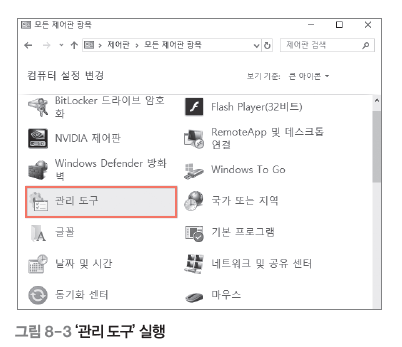 모든 제어판 항목
제어판 > 모든 제어판 항목
제어판 검색
컴퓨터 설정 변경
보기 기준: 큰 아이콘
BitLocker 드라이브 암호
화
Flash Player(32비트)
NVIDIA 제어판
RemoteApp 및 데스크톱
연결
Windows Defender 방화
벽
Windows To Go
관리 도구
국가 또는 지역
글꼴
기본 프로그램
날짜 및 시간
네트워크 및 공유 센터
동기화 센터
마우스
그림 8-3 '관리 도구' 실행